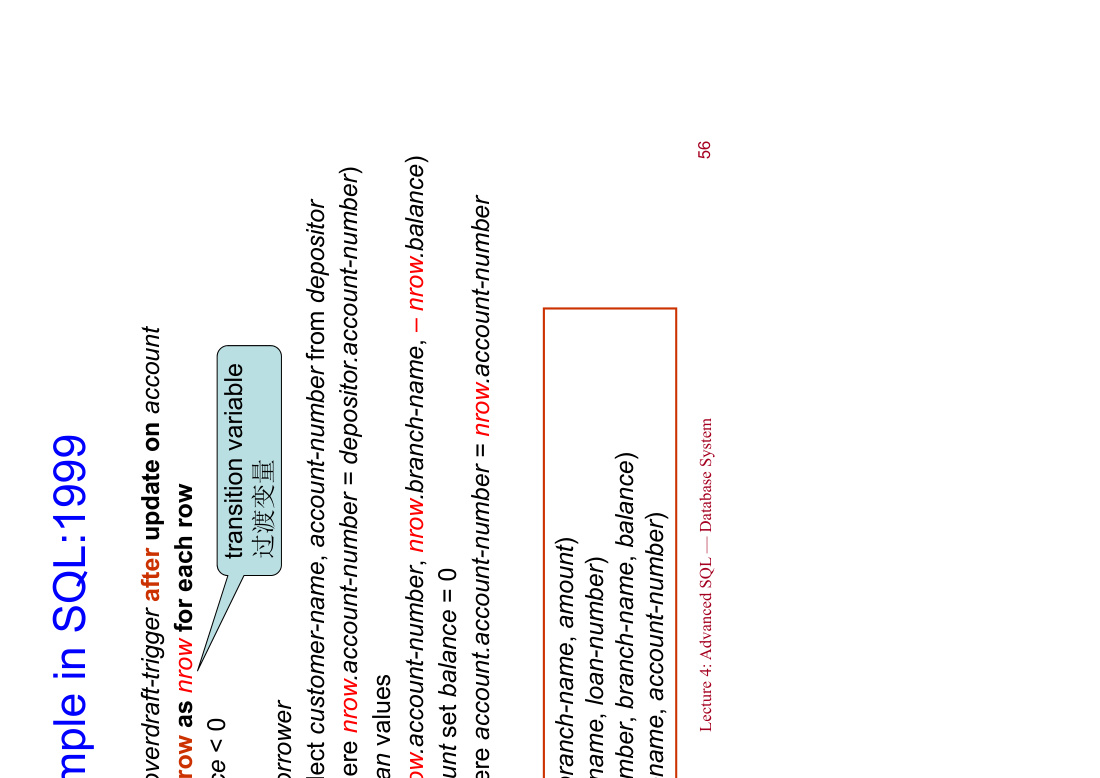 mple in SQL:1999
overdraft-trigger after update on account
row as nrow for each row
ce < 0
transition variable
过渡变量
orrower
lect customer-name, account-number from depositor
ere nrow.account-number = depositor.account-number)
an values
ow.account-number, nrow.branch-name, – nrow.balance)
unt set balance = 0
ere account.account-number = nrow.account-number
branch-name, amount)
name, loan-number)
mber, branch-name, balance)
name, account-number)
Lecture 4: Advanced SQL — Database System
56